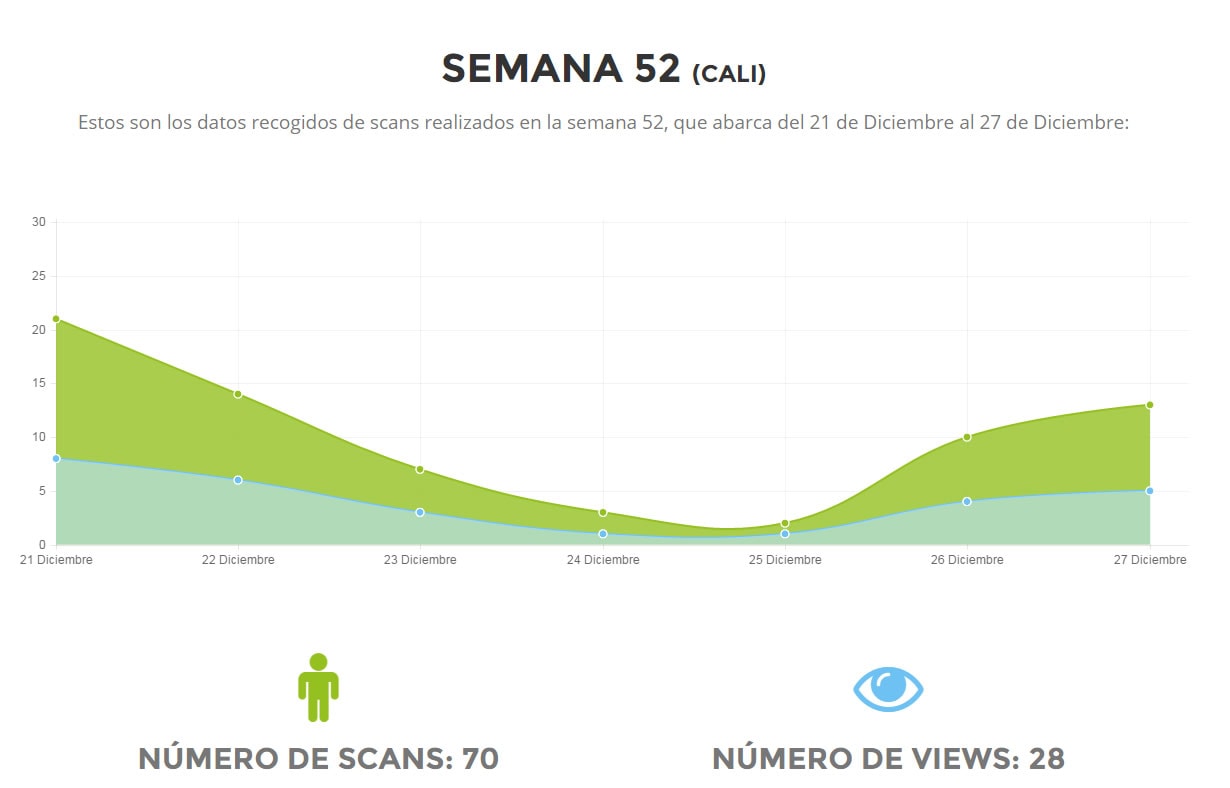 SEMANA 52 (CALI)
Estos son los datos recogidos de scans realizados en la semana 52, que abarca del 21 de Diciembre al 27 de Diciembre:
30
25
20
15
10
5
0
21 Diciembre 22 Diciembre 23 Diciembre 24 Diciembre 25 Diciembre 26 Diciembre 27 Diciembre
NÚMERO DE SCANS: 70 NÚMERO DE VIEWS: 28